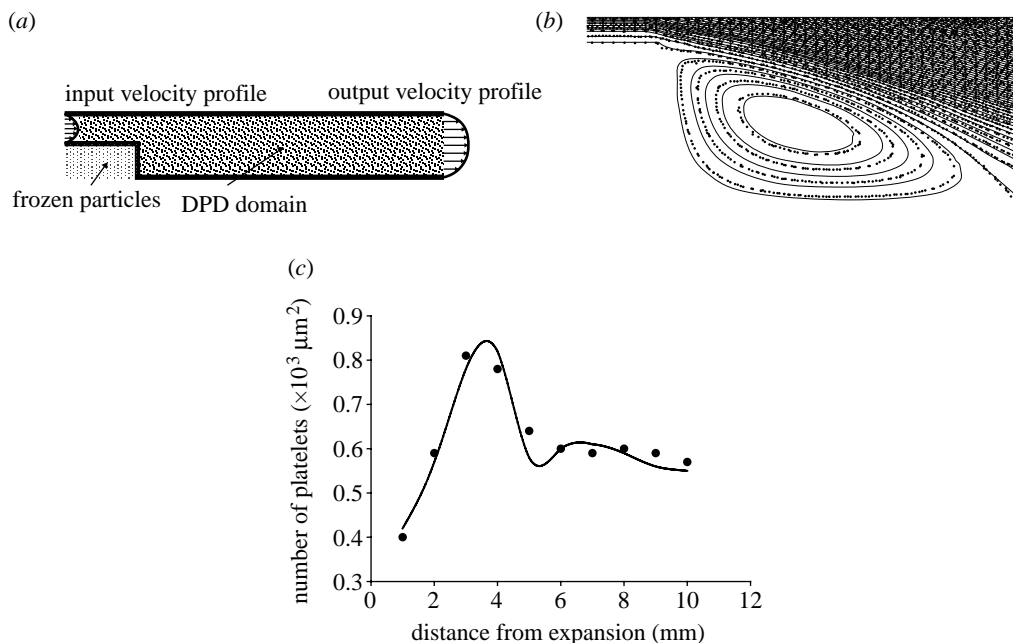 (a)
input velocity profile output velocity profile
frozen particles DPD domain
(b)
(c)
number of platelets (×10³ µm²)
0.9
0.8
0.7
0.6
0.5
0.4
0.3
0 2 4 6 8 10 12
distance from expansion (mm)